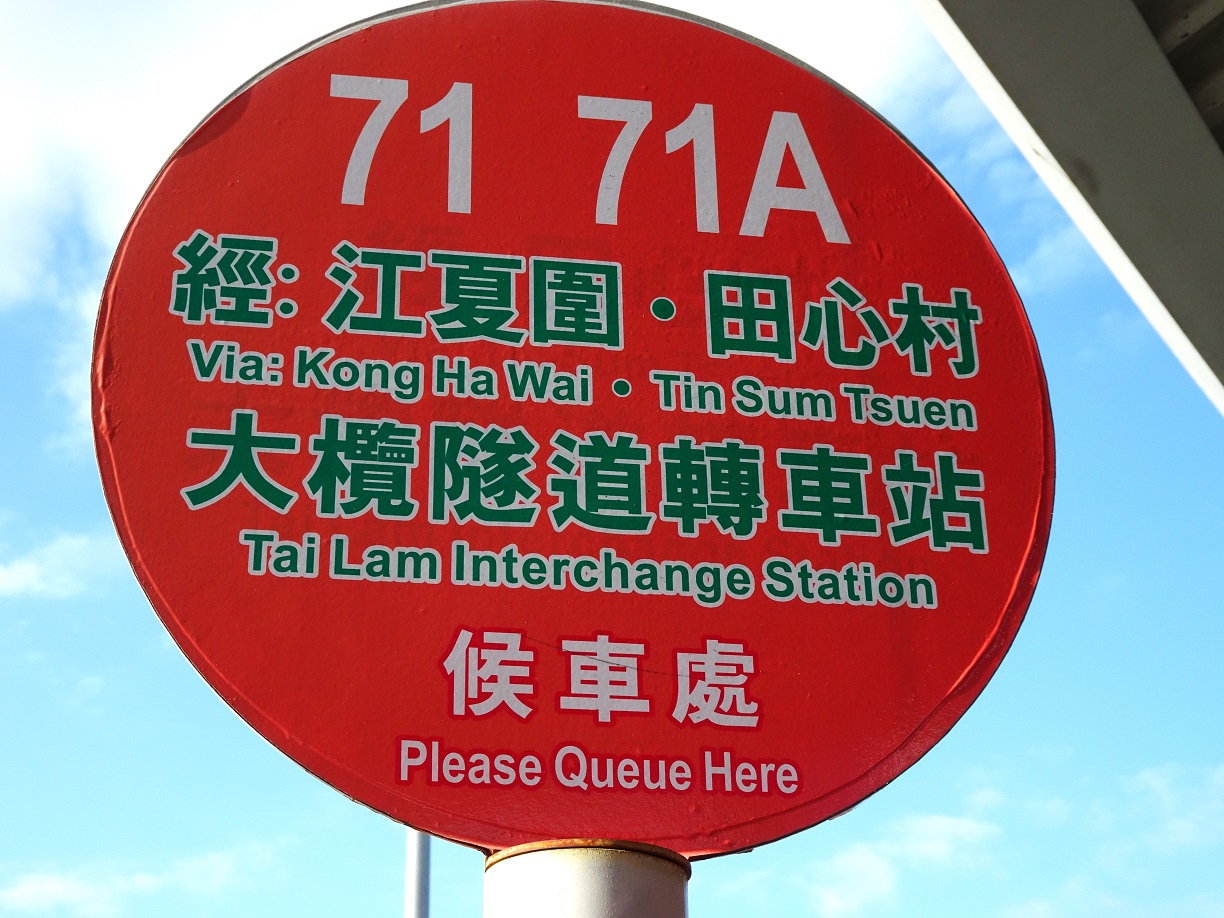 71 71A
經: 江夏圍・田心村
Via: Kong Ha Wai • Tin Sum Tsuen
大欖隧道轉車站
Tai Lam Interchange Station
候車處
Please Queue Here